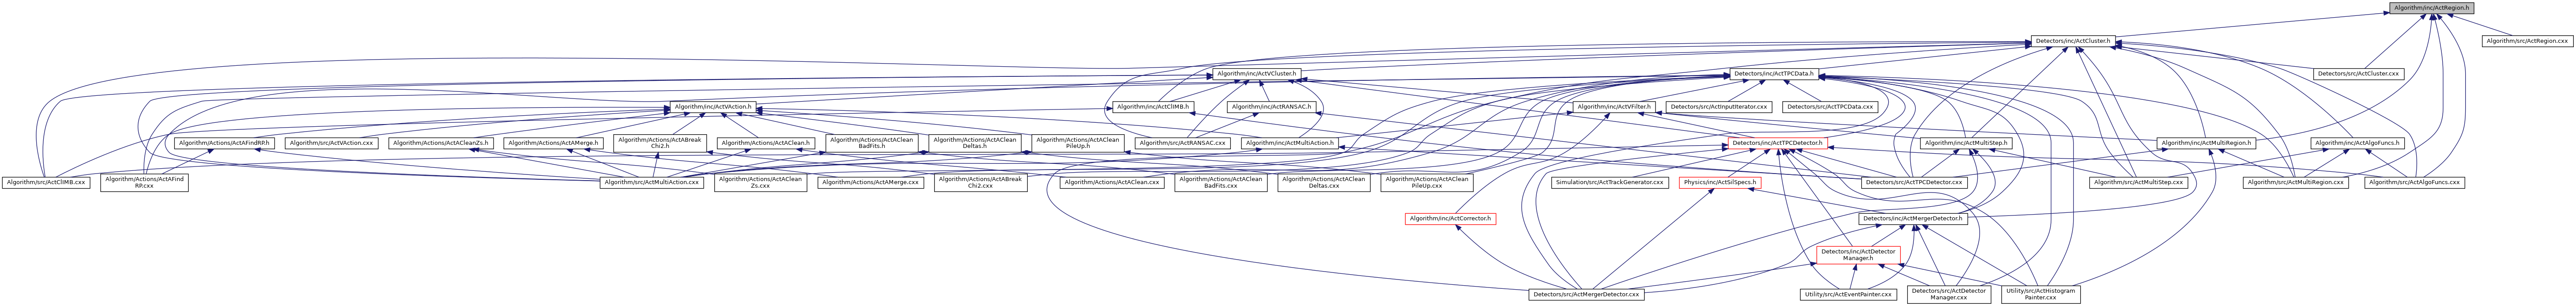 Algorithm/inc/ActRegion.h
Detectors/inc/ActCluster.h
Algorithm/src/ActRegion.cxx
Algorithm/inc/ActVCluster.h
Detectors/inc/ActTPCData.h
Detectors/src/ActCluster.cxx
Algorithm/inc/ActVAction.h
Algorithm/inc/ActClIMB.h
Algorithm/inc/ActRANSAC.h
Algorithm/inc/ActVFilter.h
Detectors/src/ActInputIterator.cxx
Detectors/src/ActTPCData.cxx
Algorithm/Actions/ActAFindRP.h
Algorithm/src/ActVAction.cxx
Algorithm/Actions/ActACleanZs.h
Algorithm/Actions/ActAMerge.h
Algorithm/Actions/ActABreak
Chi2.h
Algorithm/Actions/ActAClean.h
Algorithm/Actions/ActAClean
BadFits.h
Algorithm/Actions/ActAClean
Deltas.h
Algorithm/Actions/ActAClean
PileUp.h
Algorithm/src/ActRANSAC.cxx
Algorithm/inc/ActMultiAction.h
Detectors/inc/ActTPCDetector.h
Algorithm/inc/ActMultiStep.h
Algorithm/inc/ActMultiRegion.h
Algorithm/inc/ActAlgoFuncs.h
Algorithm/src/ActClIMB.cxx
Algorithm/Actions/ActAFind
RP.cxx
Algorithm/src/ActMultiAction.cxx
Algorithm/Actions/ActAClean
Zs.cxx
Algorithm/Actions/ActAMerge.cxx
Algorithm/Actions/ActABreak
Chi2.cxx
Algorithm/Actions/ActAClean.cxx
Algorithm/Actions/ActAClean
BadFits.cxx
Algorithm/Actions/ActAClean
Deltas.cxx
Algorithm/Actions/ActAClean
PileUp.cxx
Simulation/src/ActTrackGenerator.cxx
Physics/inc/ActSilSpecs.h
Detectors/src/ActTPCDetector.cxx
Algorithm/src/ActMultiStep.cxx
Algorithm/src/ActMultiRegion.cxx
Algorithm/src/ActAlgoFuncs.cxx
Algorithm/inc/ActCorrector.h
Detectors/inc/ActMergerDetector.h
Detectors/inc/ActDetector
Manager.h
Detectors/src/ActMergerDetector.cxx
Utility/src/ActEventPainter.cxx
Detectors/src/ActDetector
Manager.cxx
Utility/src/ActHistogram
Painter.cxx